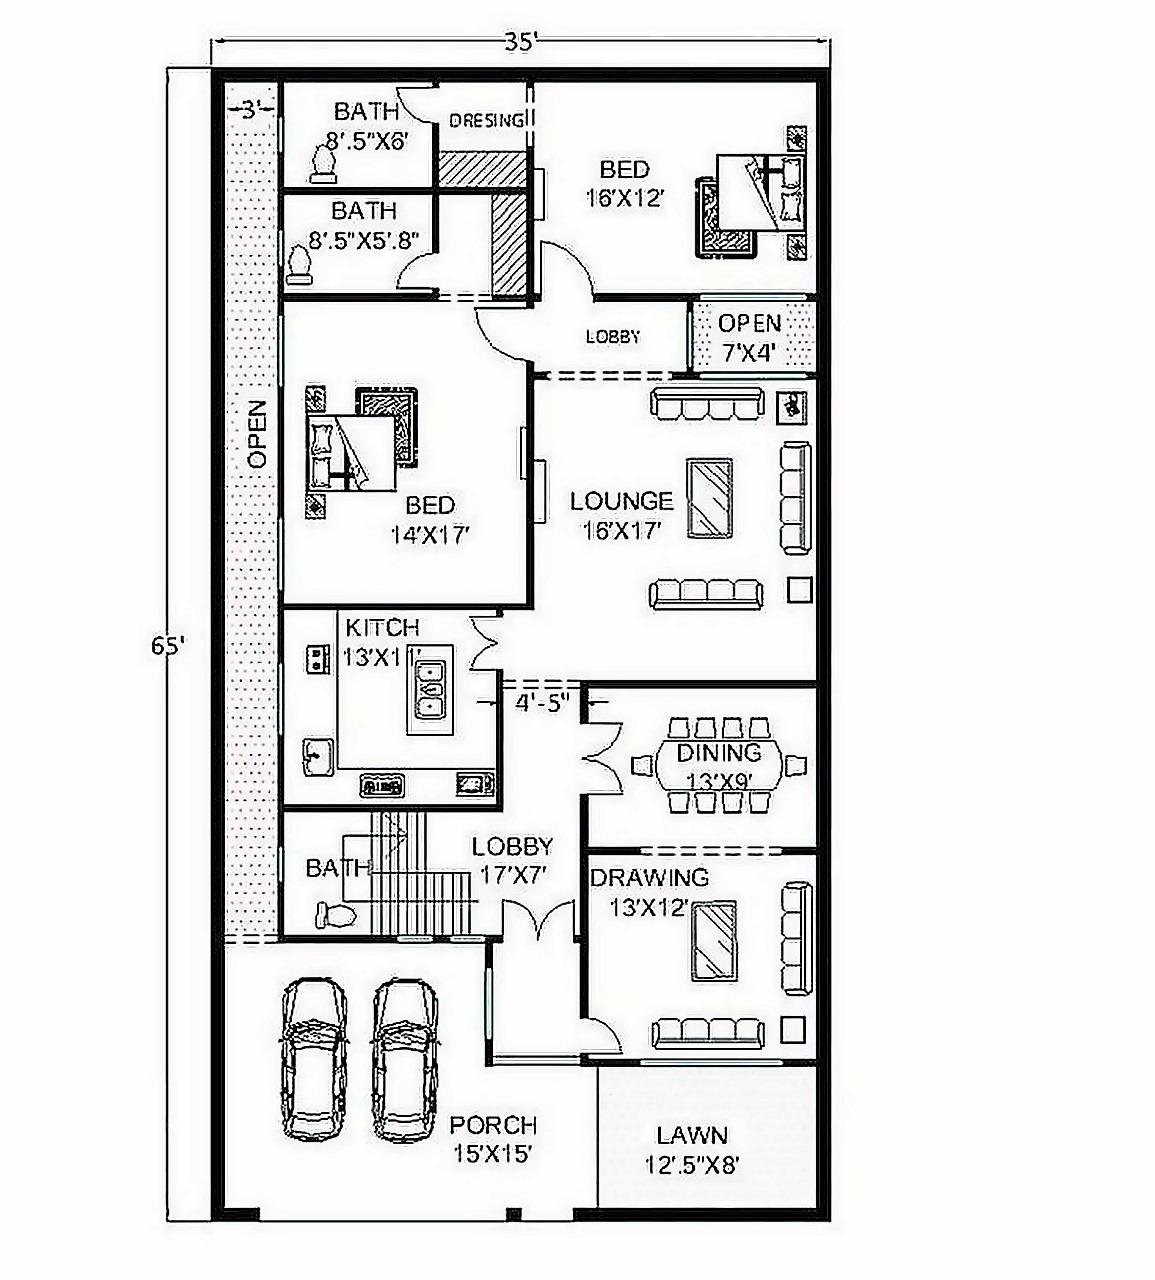 35'
3'
BATH
8'.5"X6'
DRESING
BED
16'X12'
BATH
8'.5"X5'.8"
LOBBY
OPEN
7'X4'
OPEN
BED
14'X17'
LOUNGE
16'X17'
65'
KITCH
13'X11'
4'-5"
DINING
13'X9'
BATH
LOBBY
17'X7'
DRAWING
13'X12'
PORCH
15'X15'
LAWN
12'.5"X8'